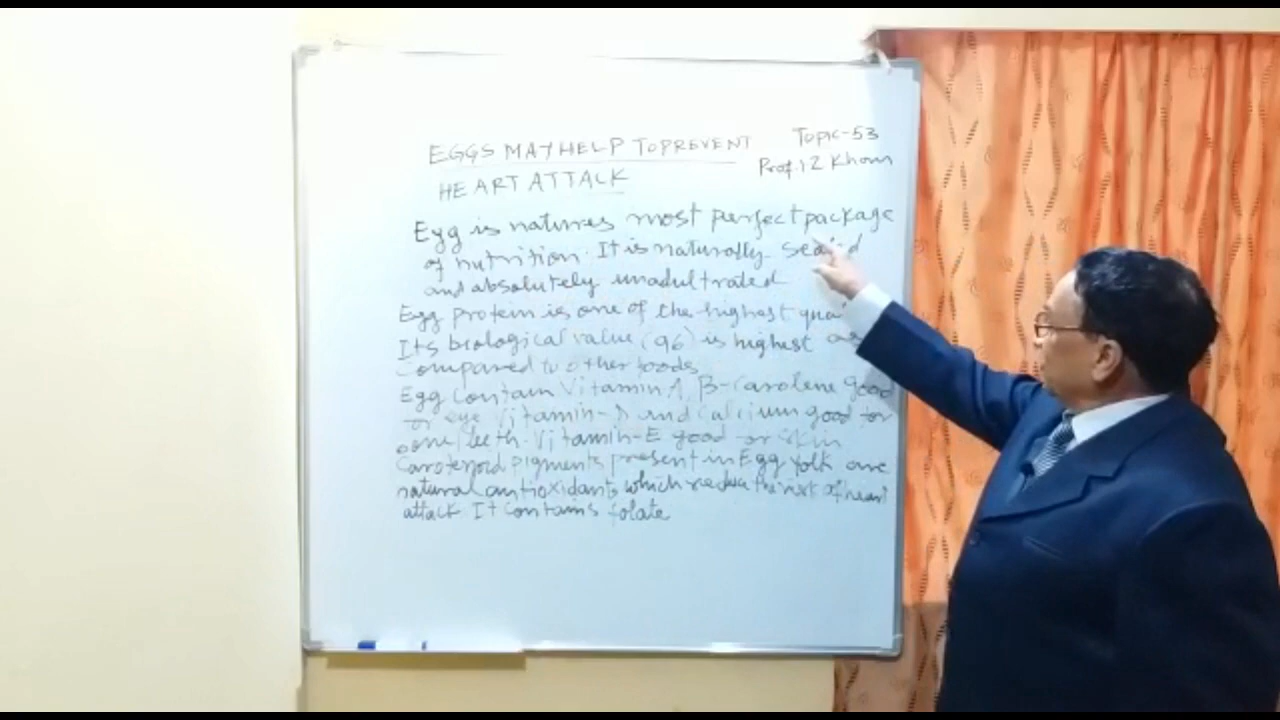 EGGS MAY HELP TO PREVENT
HEART ATTACK
Topic-53
Prof. IZ Khan
Egg is natures most perfect package
of nutrition. It is naturally sealed
and absolutely unadultrated
Egg protein is one of the highest
Its biological value (96) is highest as
compared to other foods
Egg contain Vitamin A, β-Carotene good
for eye Vitamin-D and Calcium good for
teeth. Vitamin-E good for skin
Carotenoid pigments present in Egg Yolk are
natural antioxidants which reduce the risk of heart
attack It contains folate